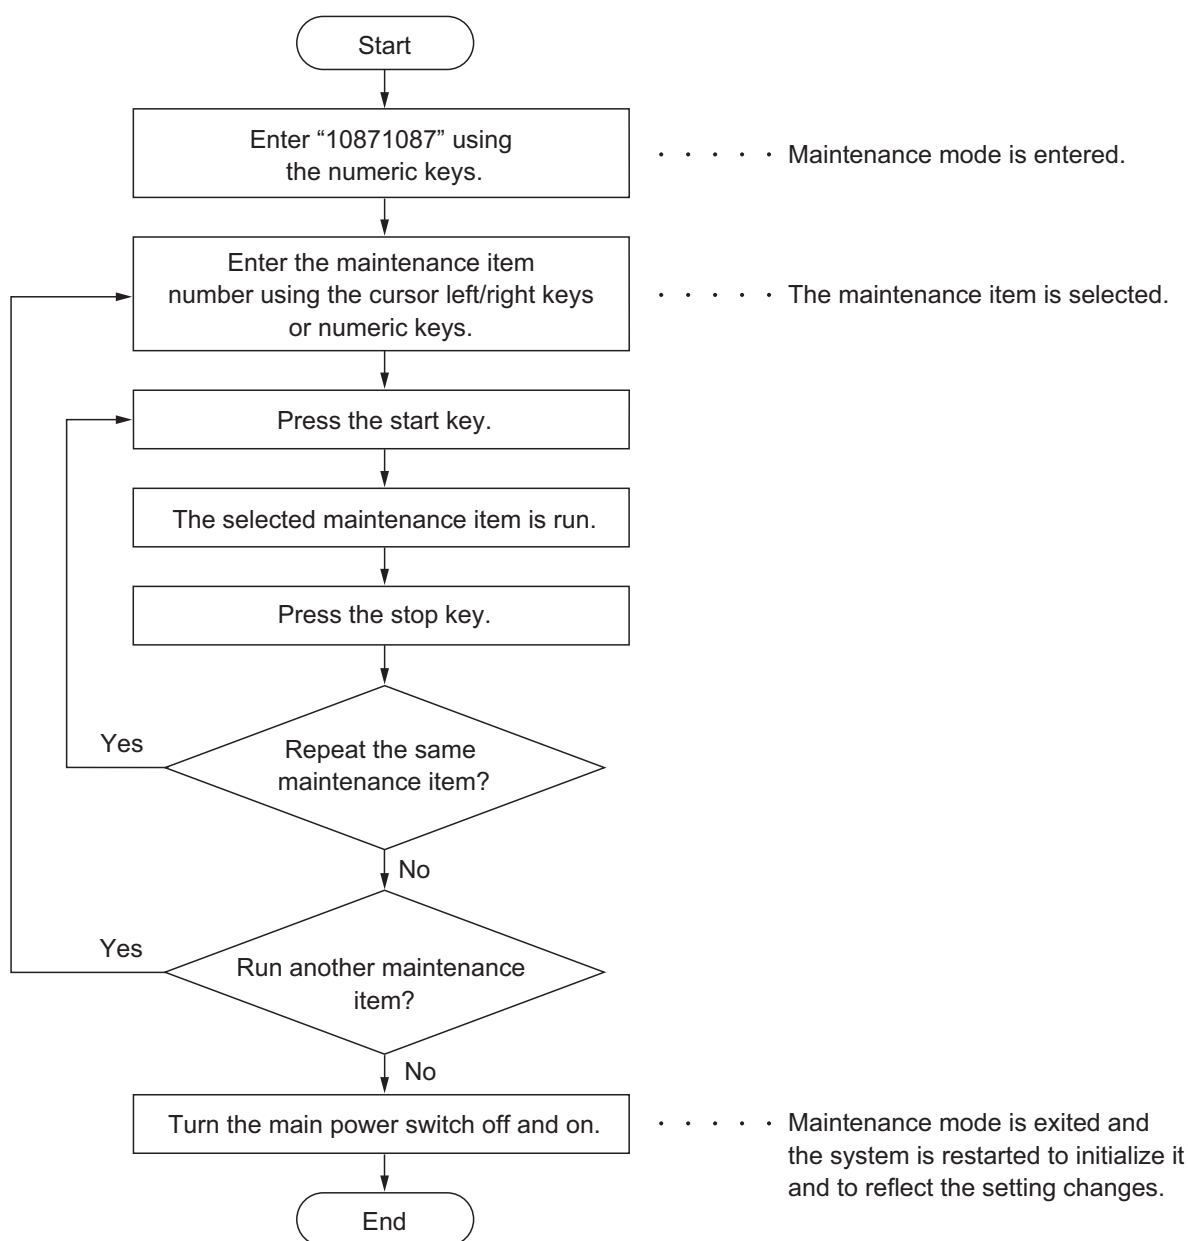 Start
Enter “10871087” using
the numeric keys.
Maintenance mode is entered.
Enter the maintenance item
number using the cursor left/right keys
or numeric keys.
The maintenance item is selected.
Press the start key.
The selected maintenance item is run.
Press the stop key.
Yes
Repeat the same
maintenance item?
No
Yes
Run another maintenance
item?
No
Turn the main power switch off and on.
Maintenance mode is exited and
the system is restarted to initialize it
and to reflect the setting changes.
End